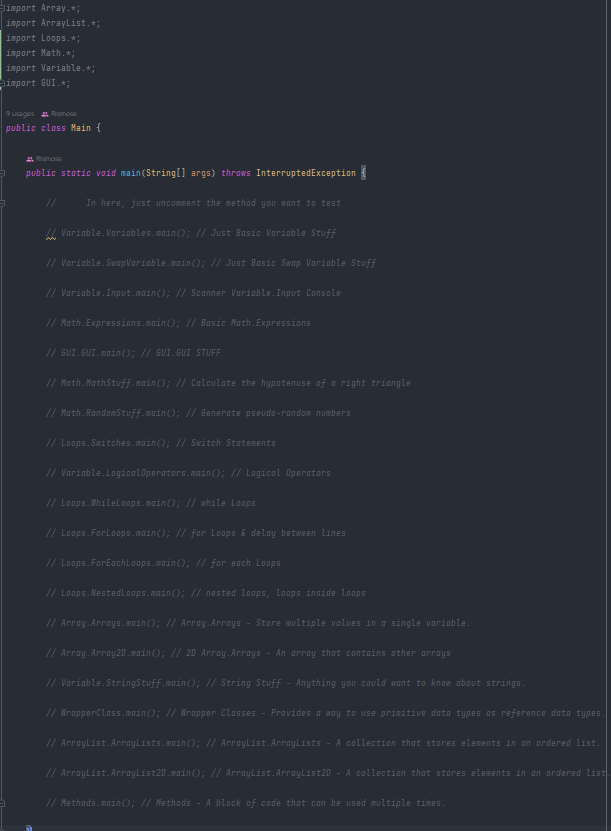 import Array.*;
import ArrayList.*;
import Loops.*;
import Math.*;
import Variable.*;
import GUI.*;
9 usages Rismose
public class Main {
Rismose
public static void main(String[] args) throws InterruptedException {
// In here, just uncomment the method you want to test
// Variable.Variables.main(); // Just Basic Variable Stuff
// Variable.SwapVariable.main(); // Just Basic Swap Variable Stuff
// Variable.Input.main(); // Scanner Variable.Input Console
// Math.Expressions.main(); // Basic Math.Expressions
// GUI.GUI.main(); // GUI.GUI STUFF
// Math.MathStuff.main(); // Calculate the hypotenuse of a right triangle
// Math.RandomStuff.main(); // Generate pseudo-random numbers
// Loops.Switches.main(); // Switch Statements
// Variable.LogicalOperators.main(); // Logical Operators
// Loops.WhileLoops.main(); // while Loops
// Loops.ForLoops.main(); // for Loops & delay between lines
// Loops.ForEachLoops.main(); // for each Loops
// Loops.NestedLoops.main(); // nested loops, loops inside loops
// Array.Arrays.main(); // Array.Arrays - Store multiple values in a single variable.
// Array.Array2D.main(); // 2D Array.Arrays - An array that contains other arrays
// Variable.StringStuff.main(); // String Stuff - Anything you could want to know about strings.
// WrapperClass.main(); // Wrapper Classes - Provides a way to use primitive data types as reference data types.
// ArrayList.ArrayLists.main(); // ArrayList.ArrayLists - A collection that stores elements in an ordered list.
// ArrayList.ArrayList2D.main(); // ArrayList.ArrayList2D - A collection that stores elements in an ordered list.
// Methods.main(); // Methods - A block of code that can be used multiple times.
}